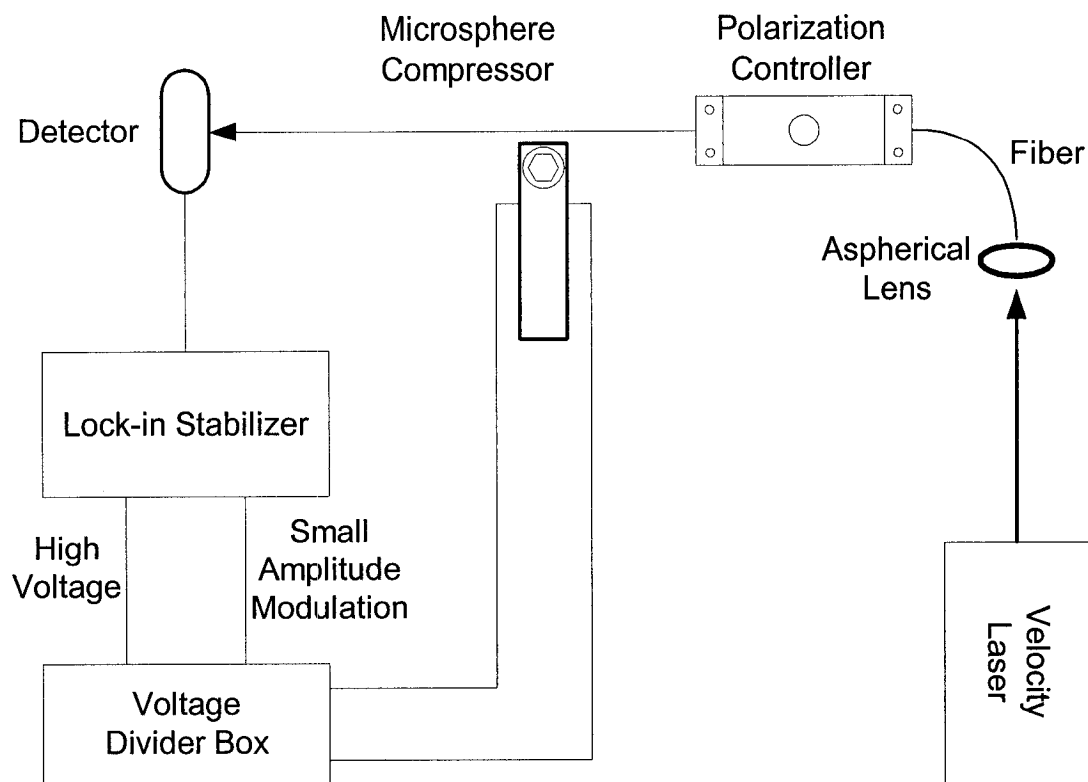 Microsphere
Compressor
Polarization
Controller
Detector
Fiber
Aspherical
Lens
Lock-in Stabilizer
High
Voltage
Small
Amplitude
Modulation
Voltage
Divider Box
Velocity
Laser